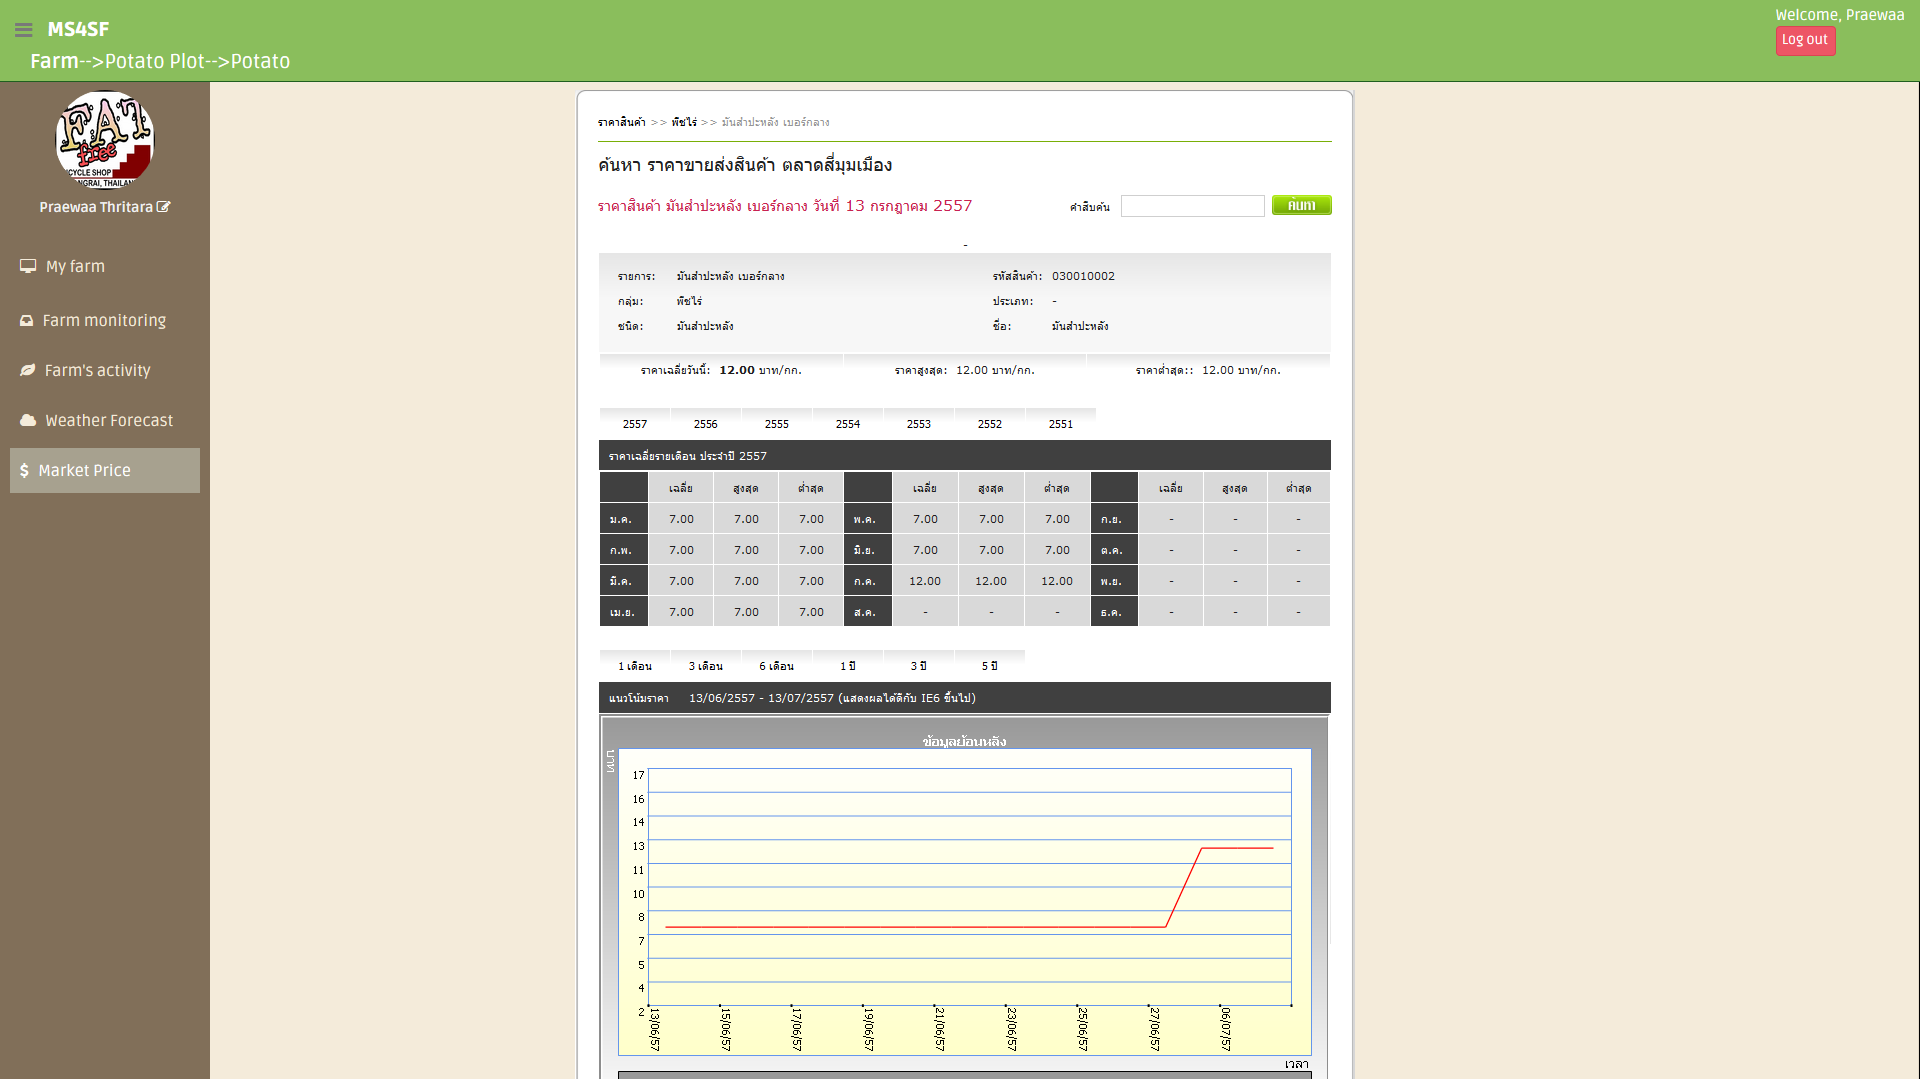 MS4SF
Welcome, Praewaa
Log out
Farm-->Potato Plot-->Potato
FAT
free
CYCLE SHOP
NGRAI, THAILAN
Praewaa Thritara
My farm
Farm monitoring
Farm's activity
Weather Forecast
$ Market Price
ราคาสินค้า >> พืชไร่ >> มันสำปะหลัง เบอร์กลาง
ค้นหา ราคาขายส่งสินค้า ตลาดสี่มุมเมือง
ราคาสินค้า มันสำปะหลัง เบอร์กลาง วันที่ 13 กรกฎาคม 2557
คำสืบค้น ค้นหา
-
รายการ: มันสำปะหลัง เบอร์กลาง รหัสสินค้า: 030010002
กลุ่ม: พืชไร่ ประเภท: -
ชนิด: มันสำปะหลัง ชื่อ: มันสำปะหลัง
ราคาเฉลี่ยวันนี้: 12.00 บาท/กก. ราคาสูงสุด: 12.00 บาท/กก. ราคาต่ำสุด:: 12.00 บาท/กก.
2557 2556 2555 2554 2553 2552 2551
ราคาเฉลี่ยรายเดือน ประจำปี 2557
เฉลี่ย สูงสุด ต่ำสุด เฉลี่ย สูงสุด ต่ำสุด เฉลี่ย สูงสุด ต่ำสุด
ม.ค. 7.00 7.00 7.00 พ.ค. 7.00 7.00 7.00 ก.ย. - - -
ก.พ. 7.00 7.00 7.00 มิ.ย. 7.00 7.00 7.00 ต.ค. - - -
มี.ค. 7.00 7.00 7.00 ก.ค. 12.00 12.00 12.00 พ.ย. - - -
เม.ย. 7.00 7.00 7.00 ส.ค. - - - ธ.ค. - - -
1 เดือน 3 เดือน 6 เดือน 1 ปี 3 ปี 5 ปี
แนวโน้มราคา 13/06/2557 - 13/07/2557 (แสดงผลได้ดีกับ IE6 ขึ้นไป)
ข้อมูลย้อนหลัง
บาท
17
16
14
13
11
10
8
7
5
4
2
13/06/57 15/06/57 17/06/57 19/06/57 21/06/57 23/06/57 25/06/57 27/06/57 06/07/57
เวลา